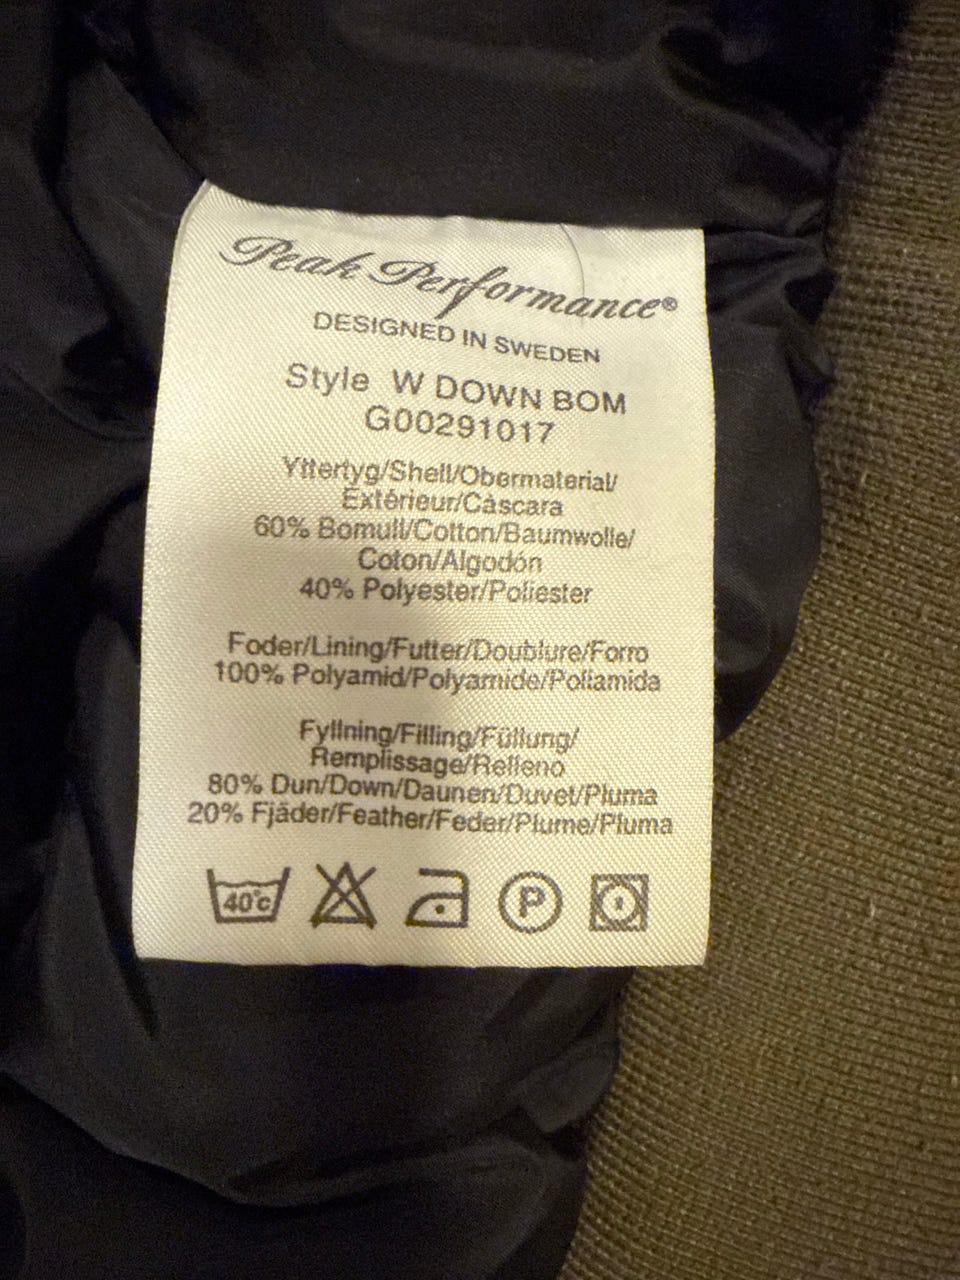 Peak Performance®
DESIGNED IN SWEDEN
Style W DOWN BOM
G00291017
Yttertyg/Shell/Obermaterial/
Extérieur/Cáscara
60% Bomull/Cotton/Baumwolle/
Coton/Algodón
40% Polyester/Poliester
Foder/Lining/Futter/Doublure/Forro
100% Polyamid/Polyamide/Poliamida
Fyllning/Filling/Füllung/
Remplissage/Relleno
80% Dun/Down/Daunen/Duvet/Pluma
20% Fjäder/Feather/Feder/Plume/Pluma
40°c P